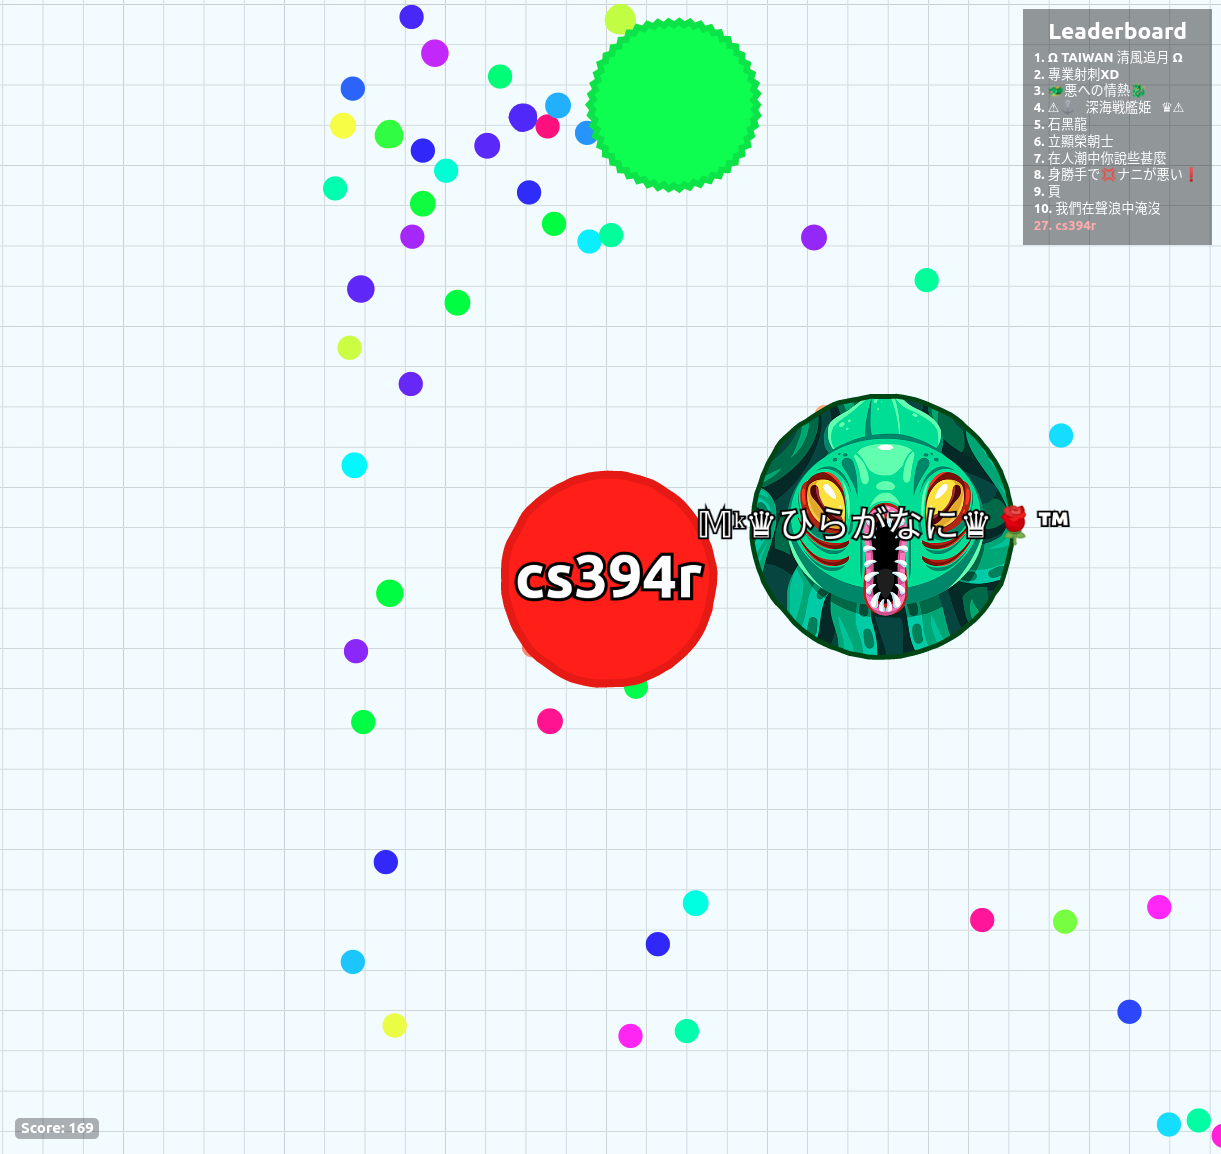 Leaderboard
1. Ω TAIWAN 清風追月 Ω
2. 專業射刺XD
3. 🐲悪への情熱🐉
4. ⚠⚓ 深海戦艦姫 ♛⚠
5. 石黑龍
6. 立顯榮朝士
7. 在人潮中你說些甚麼
8. 身勝手で💢ナニが悪い❗
9. 頁
10. 我們在聲浪中淹沒
27. cs394r
𝕄ᵏ♛ひらがなに♛🌹™
cs394r
Score: 169